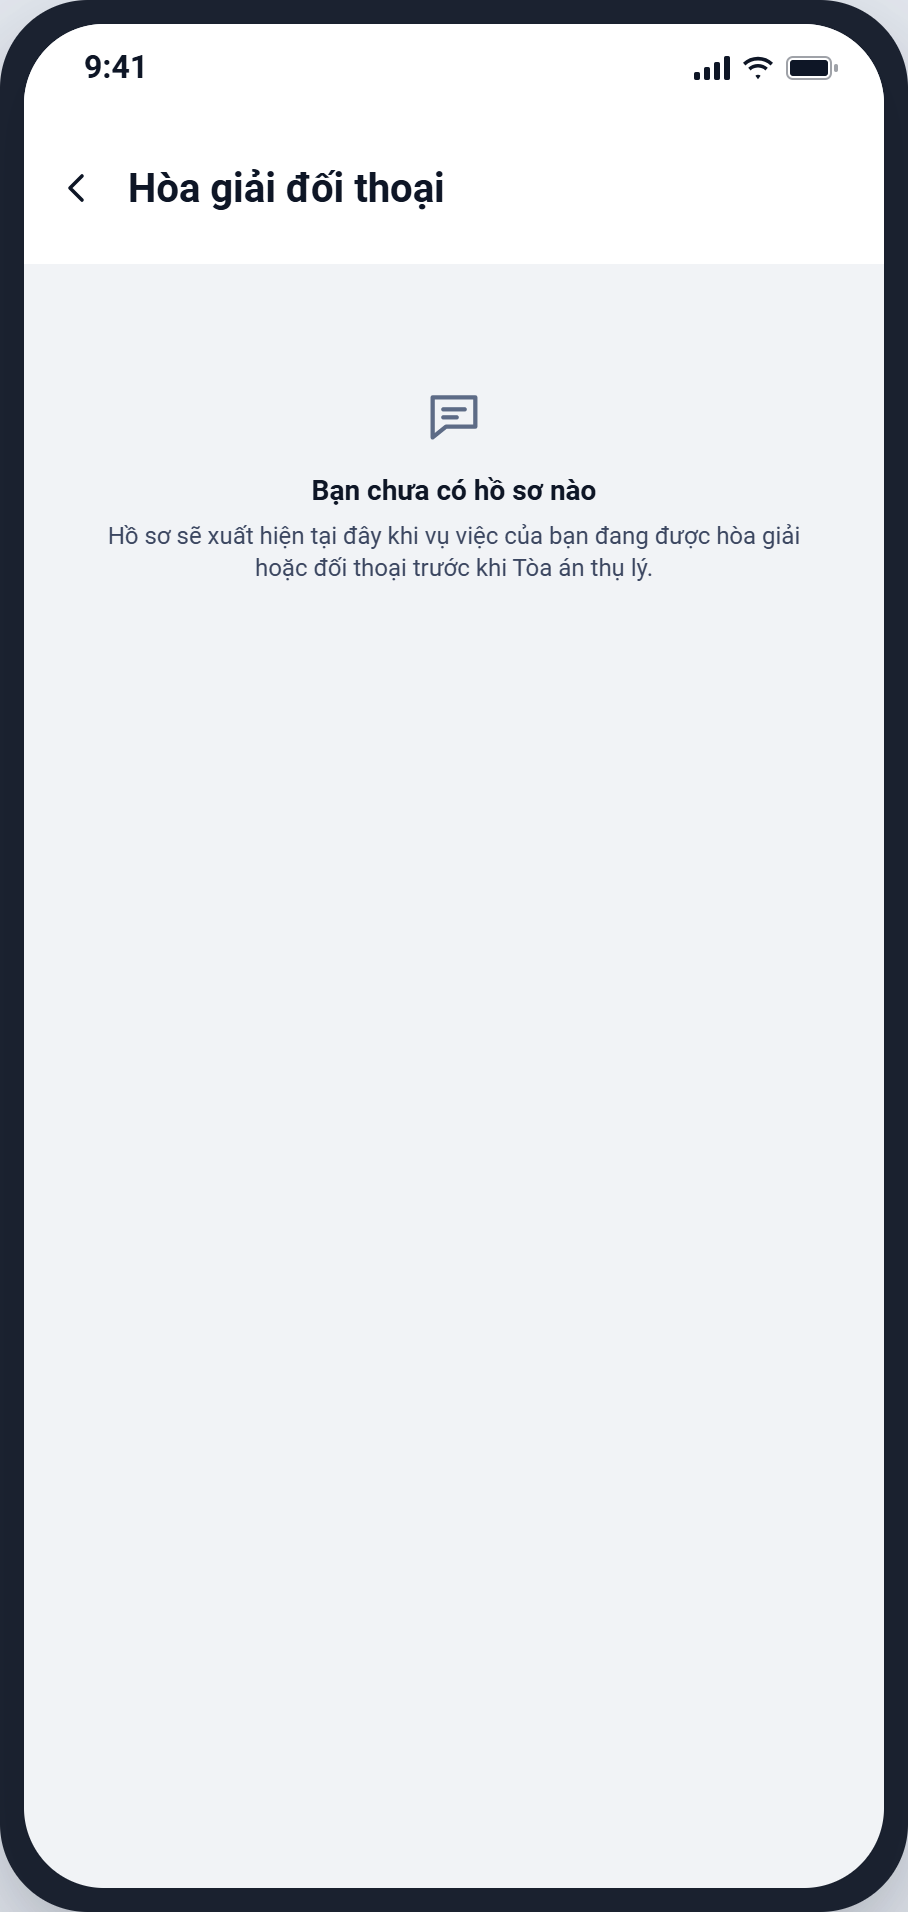 9:41
Hòa giải đối thoại
Bạn chưa có hồ sơ nào
Hồ sơ sẽ xuất hiện tại đây khi vụ việc của bạn đang được hòa giải
hoặc đối thoại trước khi Tòa án thụ lý.